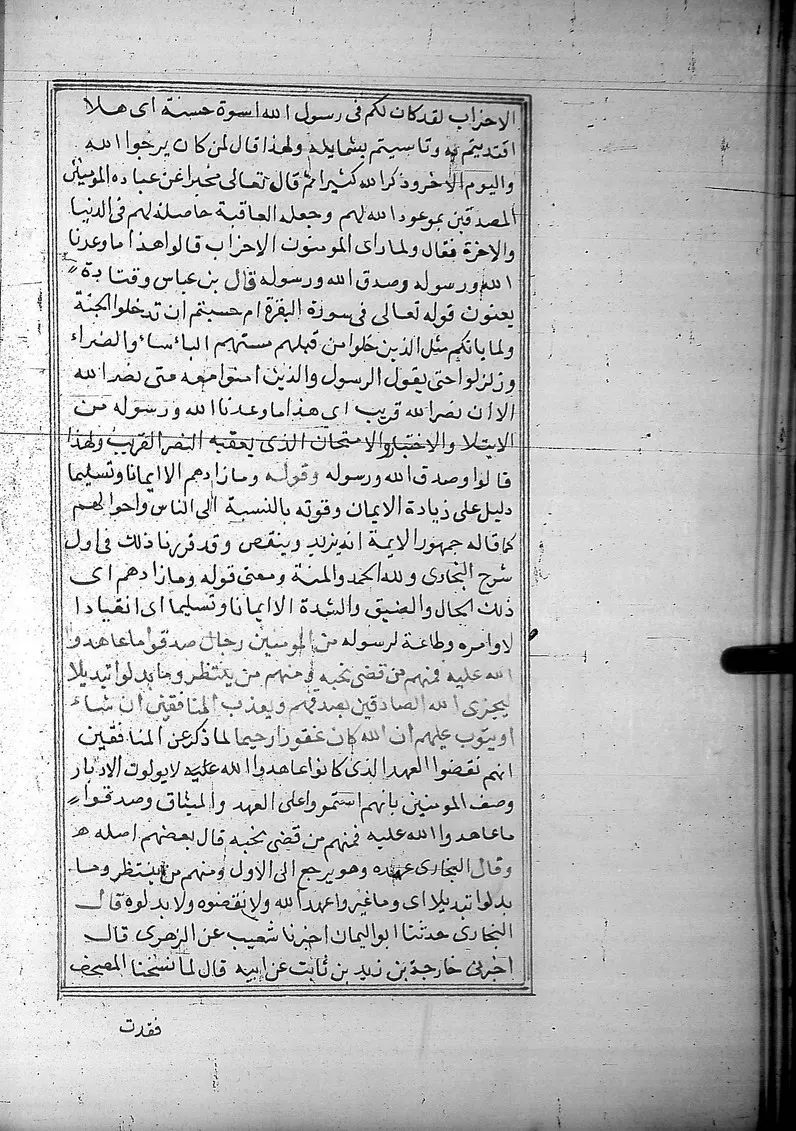 الاحزاب لقد كان لكم فى رسول الله اسوة حسنة اى هلا
اقتديتم به وتاسيتم بشمايله ولهذا قال لمن كان يرجوا الله
واليوم الاخر وذكر الله كثيرا ثم قال تعالى مخبرا عن عباده المومنين
المصدقين بموعود الله لهم وجعله العاقبة حاصلة لهم فى الدنيا
والاخرة فقال ولما راى المومنون الاحزاب قالوا هذا ما وعدنا
الله ورسوله وصدق الله ورسوله قال بن عباس وقتادة
يعنون قوله تعالى فى سورة البقرة ام حسبتم ان تدخلوا الجنة
ولما ياتكم مثل الذين خلوا من قبلهم مستهم الباساء والضراء
وزلزلوا حتى يقول الرسول والذين امنوا معه متى نصر الله
الا ان نصر الله قريب اى هذا ما وعدنا الله ورسوله من
الابتلا والاختبار والامتحان الذى يعقبه النصر القريب ولهذا
قالوا وصدق الله ورسوله وقوله وما زادهم الا ايمانا وتسليما
دليل على زيادة الايمان وقوته بالنسبة الى الناس واحوالهم
كما قاله جمهور الايمة انه يزيد وينقص وقد قررنا ذلك فى اول
شرح البخارى ولله الحمد والمنة ومعنى قوله وما زادهم اى
ذلك الحال والضيق والشدة الا ايمانا وتسليما اى انقيادا
لاوامره وطاعة لرسوله من المومنين رجال صدقوا ما عاهدوا
الله عليه فمنهم من قضى نحبه ومنهم من ينتظر وما بدلوا تبديلا
ليجزى الله الصادقين بصدقهم ويعذب المنافقين ان شاء
او يتوب عليهم ان الله كان غفورا رحيما لما ذكر عن المنافقين
انهم نقضوا العهد الذى كانوا عاهدوا الله عليه لا يولون الادبار
وصف المومنين بانهم استمروا على العهد والميثاق وصدقوا
ما عاهدوا الله عليه فمنهم من قضى نحبه قال بعضهم اصله
وقال البخارى عهده وهو يرجع الى الاول ومنهم من ينتظر وما
بدلوا تبديلا اى وما غيروا عهد الله ولا نقضوه ولا بدلوه قال
البخارى حدثنا ابو اليمان اخبرنا شعيب عن الزهرى قال
اخبرنى خارجة بن زيد بن ثابت عن ابيه قال لما نسخنا المصحف
فقدت